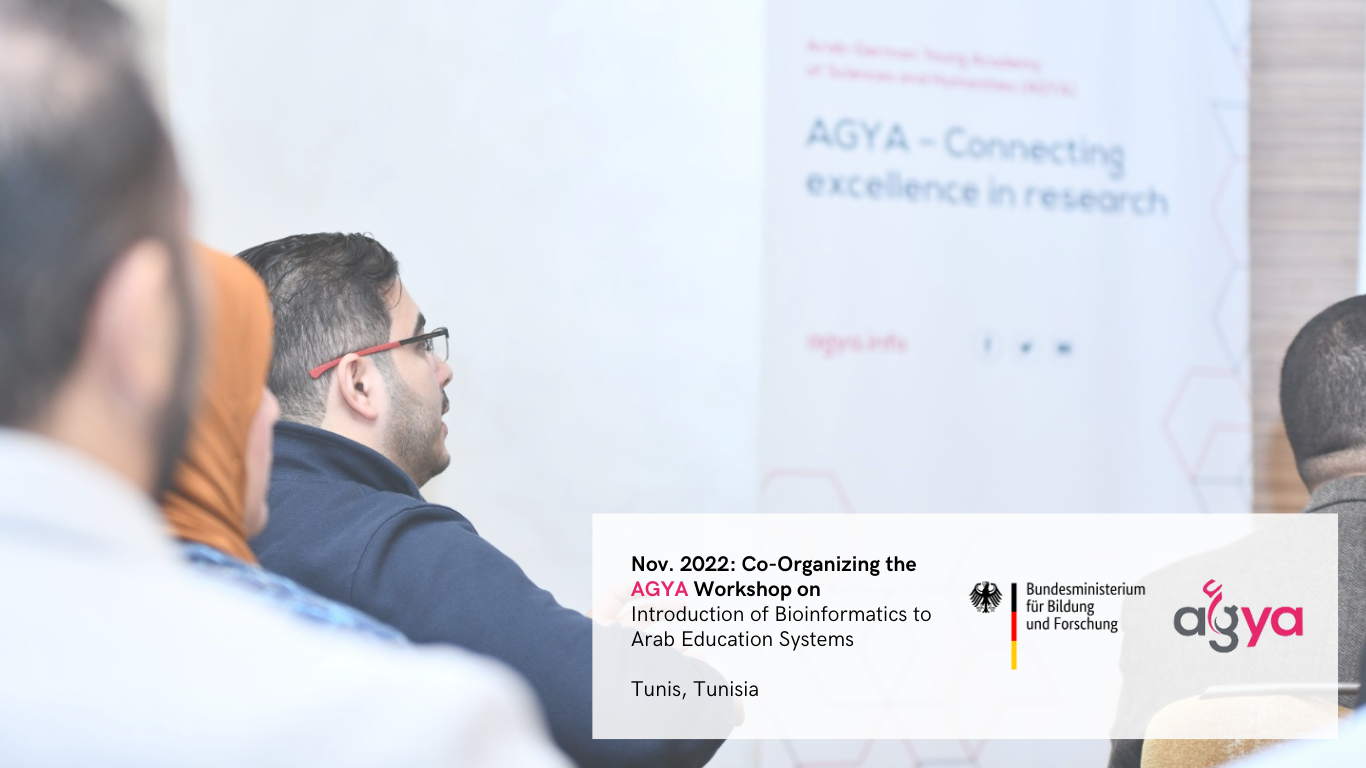 Arab-German Young Academy
of Sciences and Humanities (AGYA)
AGYA – Connecting
excellence in research
agya.info
Nov. 2022: Co-Organizing the
AGYA Workshop on
Introduction of Bioinformatics to
Arab Education Systems
Tunis, Tunisia
Bundesministerium
für Bildung
und Forschung
agya